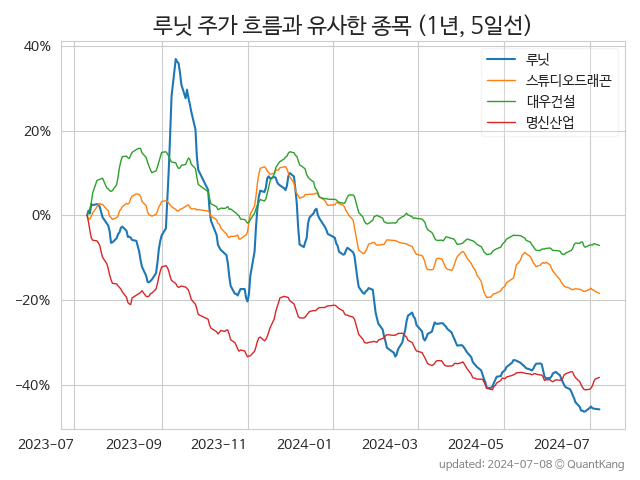 루닛 주가 흐름과 유사한 종목 (1년, 5일선)
루닛
스튜디오드래곤
대우건설
명신산업
40%
20%
0%
−20%
−40%
2023-07
2023-09
2023-11
2024-01
2024-03
2024-05
2024-07
updated: 2024-07-08 © QuantKang